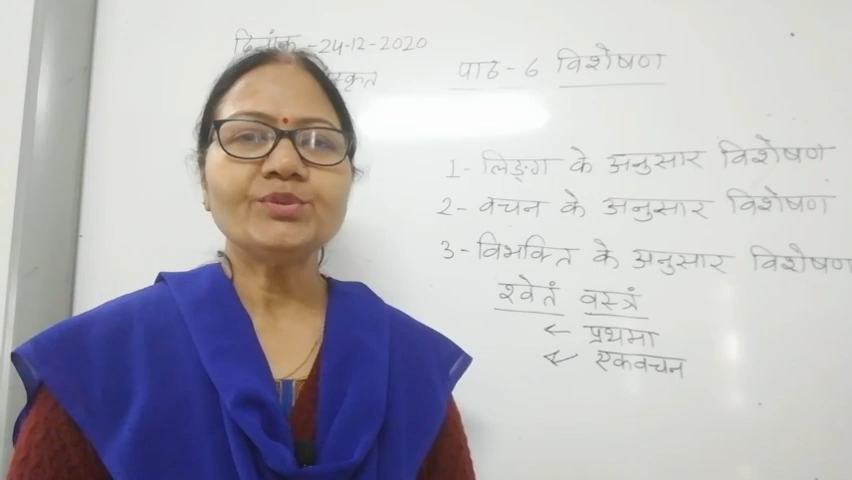 दिनांक -24-12-2020
पाठ-6 विशेषण
1- लिङ्ग के अनुसार विशेषण
2- वचन के अनुसार विशेषण
3- विभक्ति के अनुसार विशेषण
श्वेतं वस्त्रं
← प्रथमा
← एकवचन